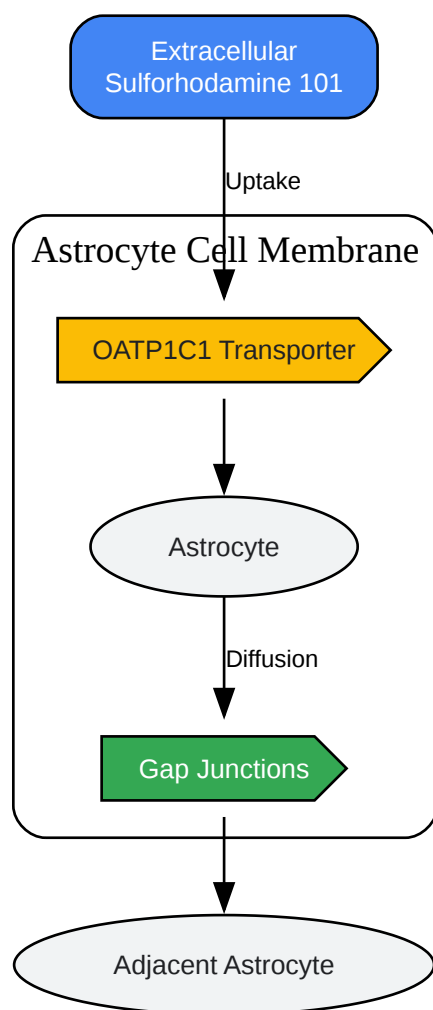 Extracellular
Sulforhodamine 101
Uptake
Astrocyte Cell Membrane
OATP1C1 Transporter
Astrocyte
Diffusion
Gap Junctions
Adjacent Astrocyte